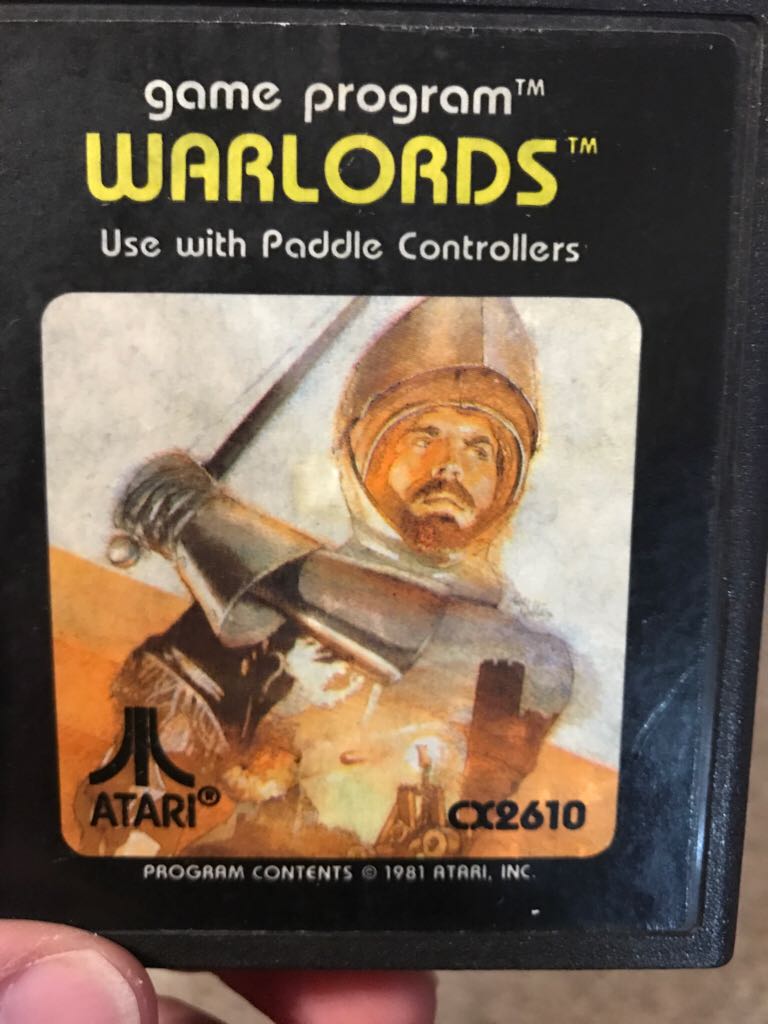 game program™
WARLORDS™
Use with Paddle Controllers
ATARI®
CX2610
PROGRAM CONTENTS © 1981 ATARI, INC.